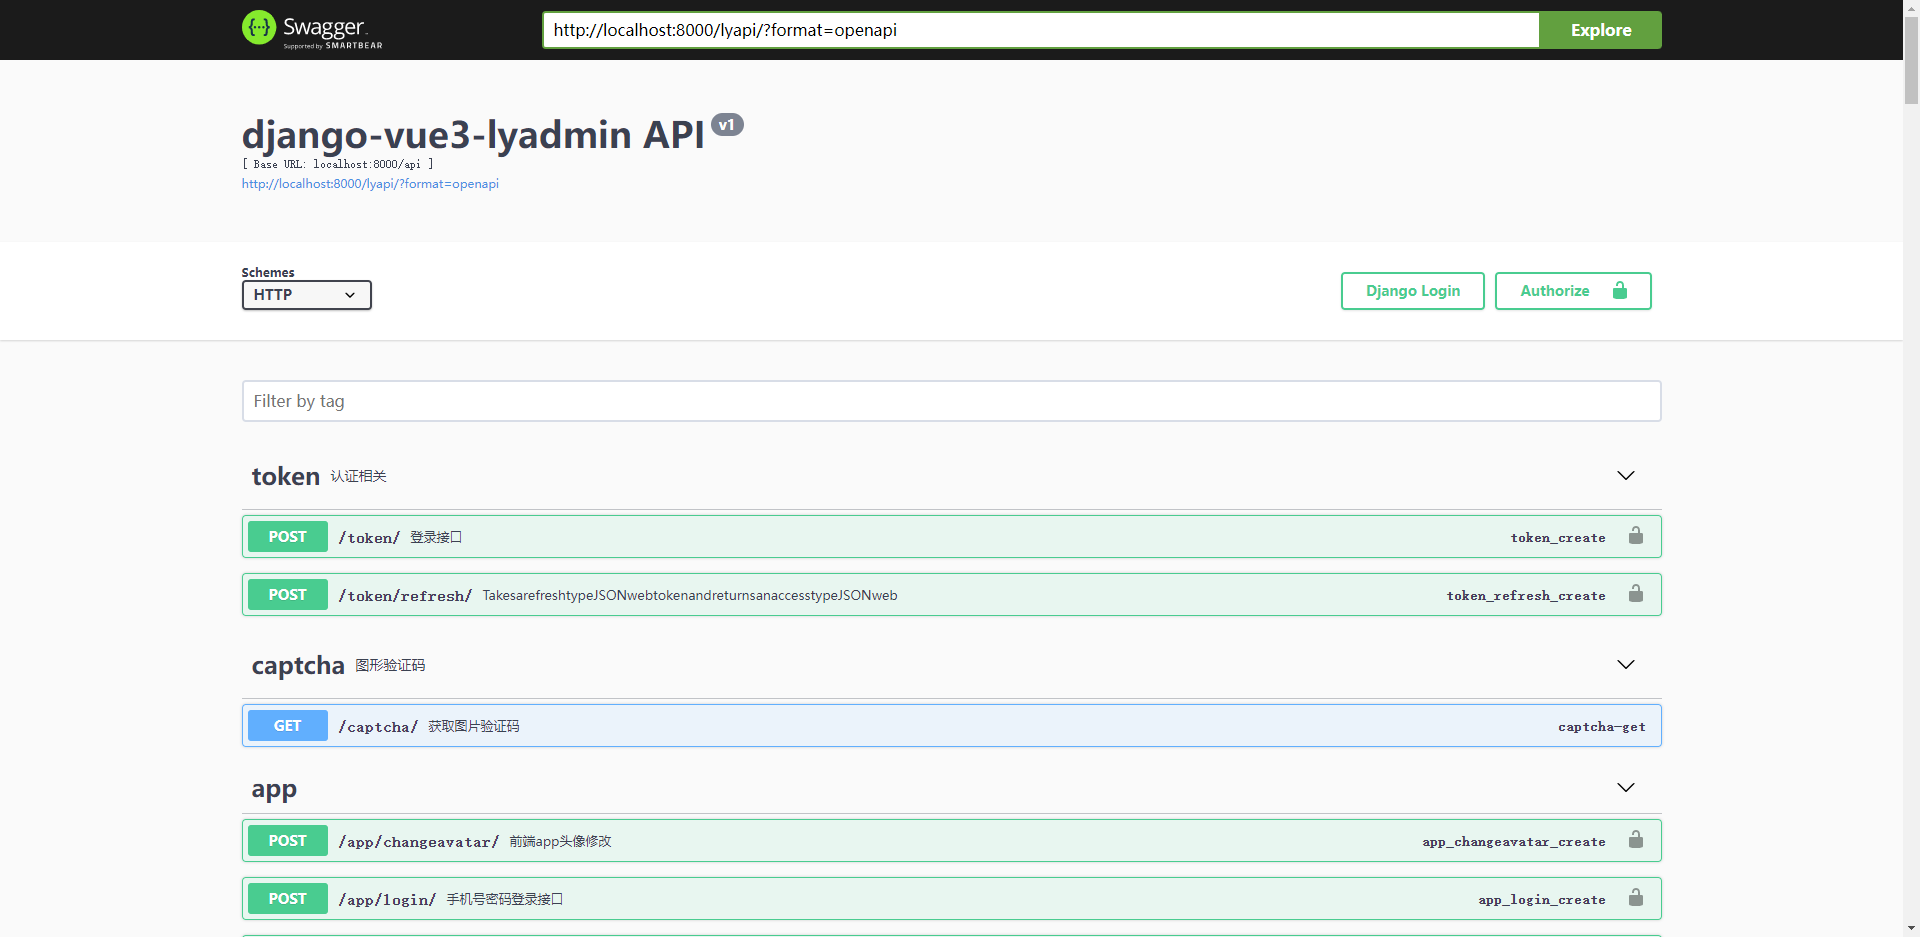 Swagger
Supported by SMARTBEAR
http://localhost:8000/lyapi/?format=openapi
Explore
django-vue3-lyadmin API v1
[ Base URL: localhost:8000/api ]
http://localhost:8000/lyapi/?format=openapi
Schemes
HTTP
Django Login
Authorize
Filter by tag
token 认证相关
POST /token/ 登录接口 token_create
POST /token/refresh/ TakesarefreshtypeJSONwebtokenandreturnsanaccesstypeJSONweb token_refresh_create
captcha 图形验证码
GET /captcha/ 获取图片验证码 captcha-get
app
POST /app/changeavatar/ 前端app头像修改 app_changeavatar_create
POST /app/login/ 手机号密码登录接口 app_login_create